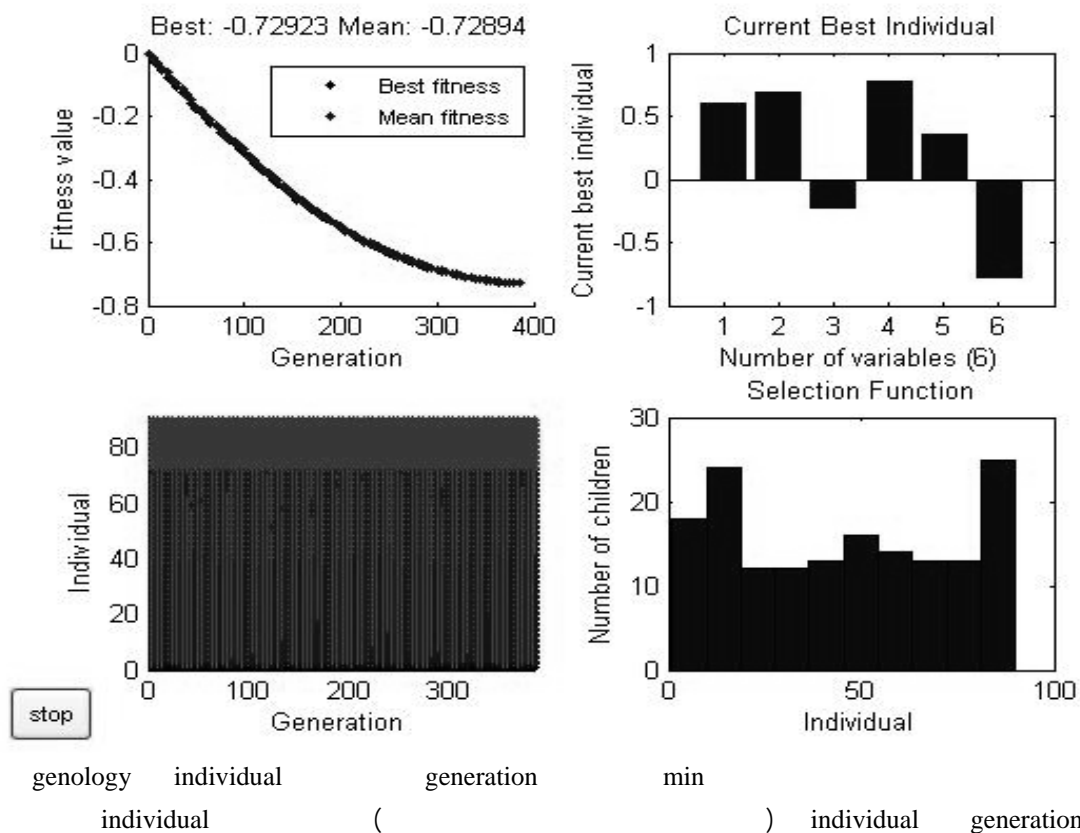 Best: -0.72923 Mean: -0.72894
0
-0.2
-0.4
-0.6
-0.8
Fitness value
Best fitness
Mean fitness
0 100 200 300 400
Generation
Current Best Individual
1
0.5
0
-0.5
-1
Current best individual
1 2 3 4 5 6
Number of variables (6)
80
60
40
20
0
Individual
0 100 200 300
Generation
Selection Function
30
20
10
0
Number of children
0 50 100
Individual
stop
genology individual generation min
individual ( ) individual generation